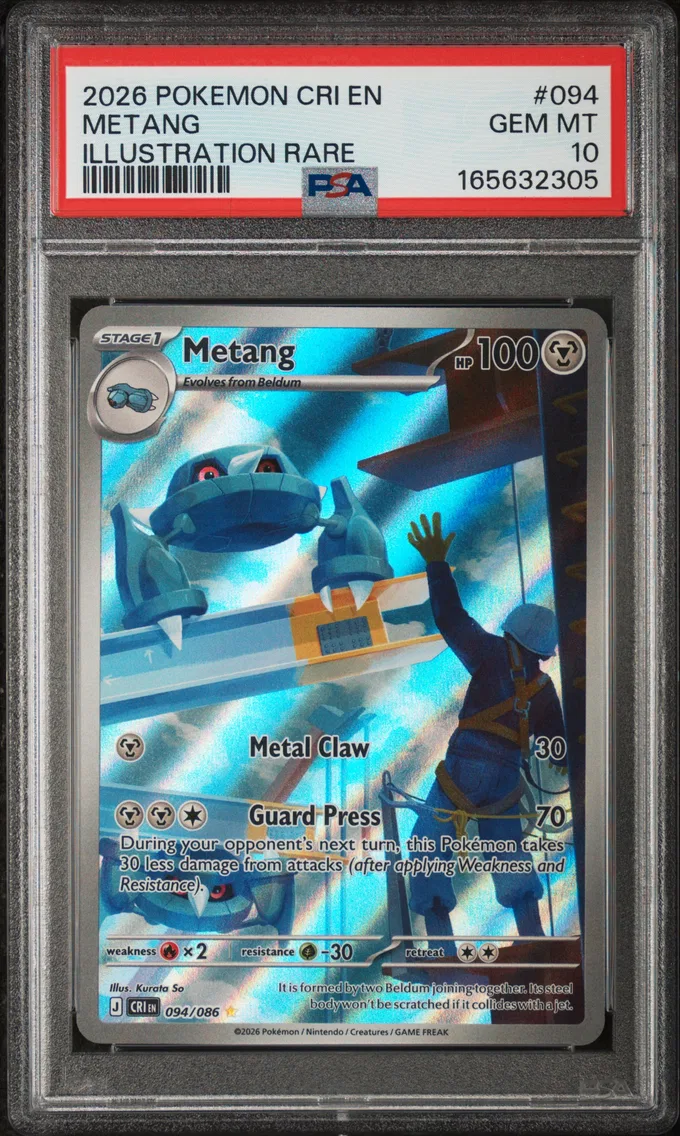 2026 POKEMON CRI EN #094
METANG GEM MT
ILLUSTRATION RARE 10
PSA 165632305
STAGE 1 Metang HP 100
Evolves from Beldum
Metal Claw 30
Guard Press 70
During your opponent's next turn, this Pokémon takes
30 less damage from attacks (after applying Weakness and
Resistance).
weakness ×2 resistance -30 retreat
Illus. Kurata So It is formed by two Beldum joining together. Its steel
body won't be scratched if it collides with a jet.
J CRI EN 094/086
©2026 Pokémon / Nintendo / Creatures / GAME FREAK
PSA